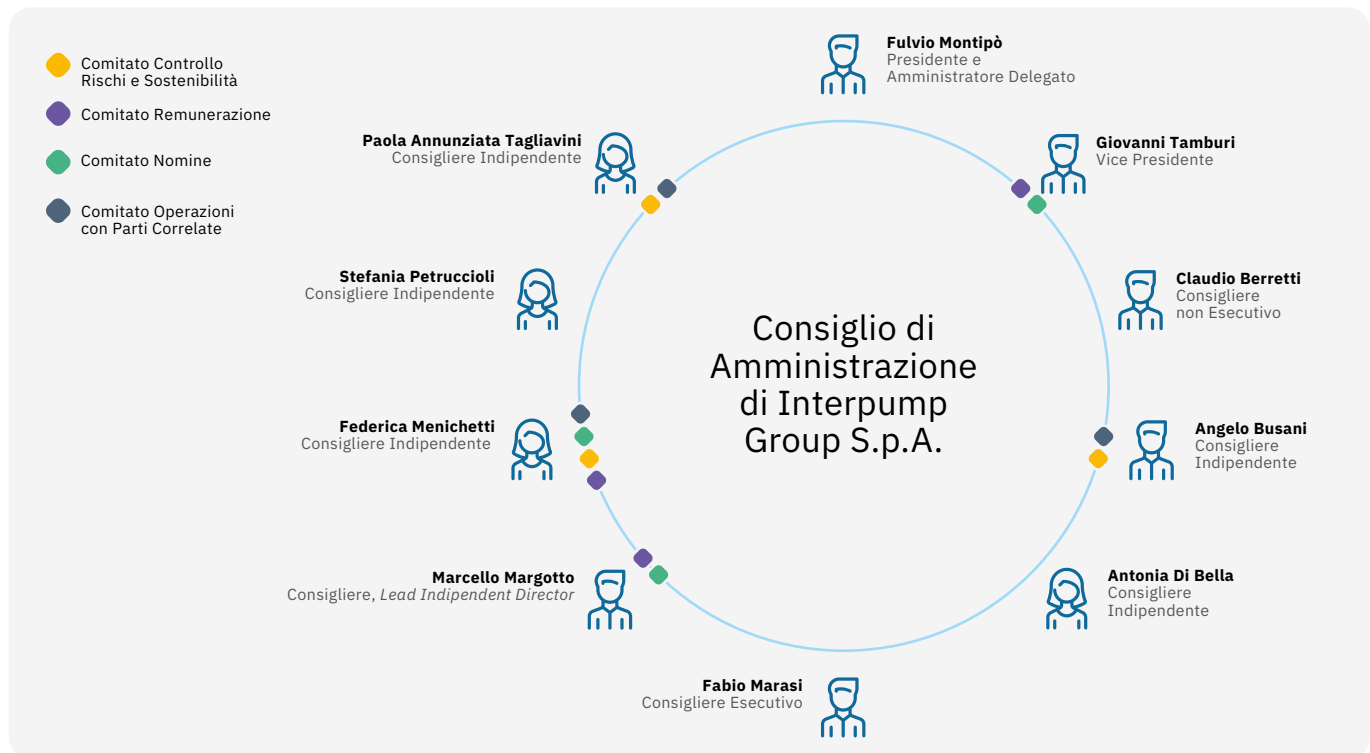 Comitato Controllo
Rischi e Sostenibilità
Comitato Remunerazione
Comitato Nomine
Comitato Operazioni
con Parti Correlate
Fulvio Montipò
Presidente e
Amministratore Delegato
Paola Annunziata Tagliavini
Consigliere Indipendente
Giovanni Tamburi
Vice Presidente
Stefania Petruccioli
Consigliere Indipendente
Claudio Berretti
Consigliere
non Esecutivo
Consiglio di
Amministrazione
di Interpump
Group S.p.A.
Federica Menichetti
Consigliere Indipendente
Angelo Busani
Consigliere
Indipendente
Marcello Margotto
Consigliere, Lead Indipendent Director
Antonia Di Bella
Consigliere
Indipendente
Fabio Marasi
Consigliere Esecutivo